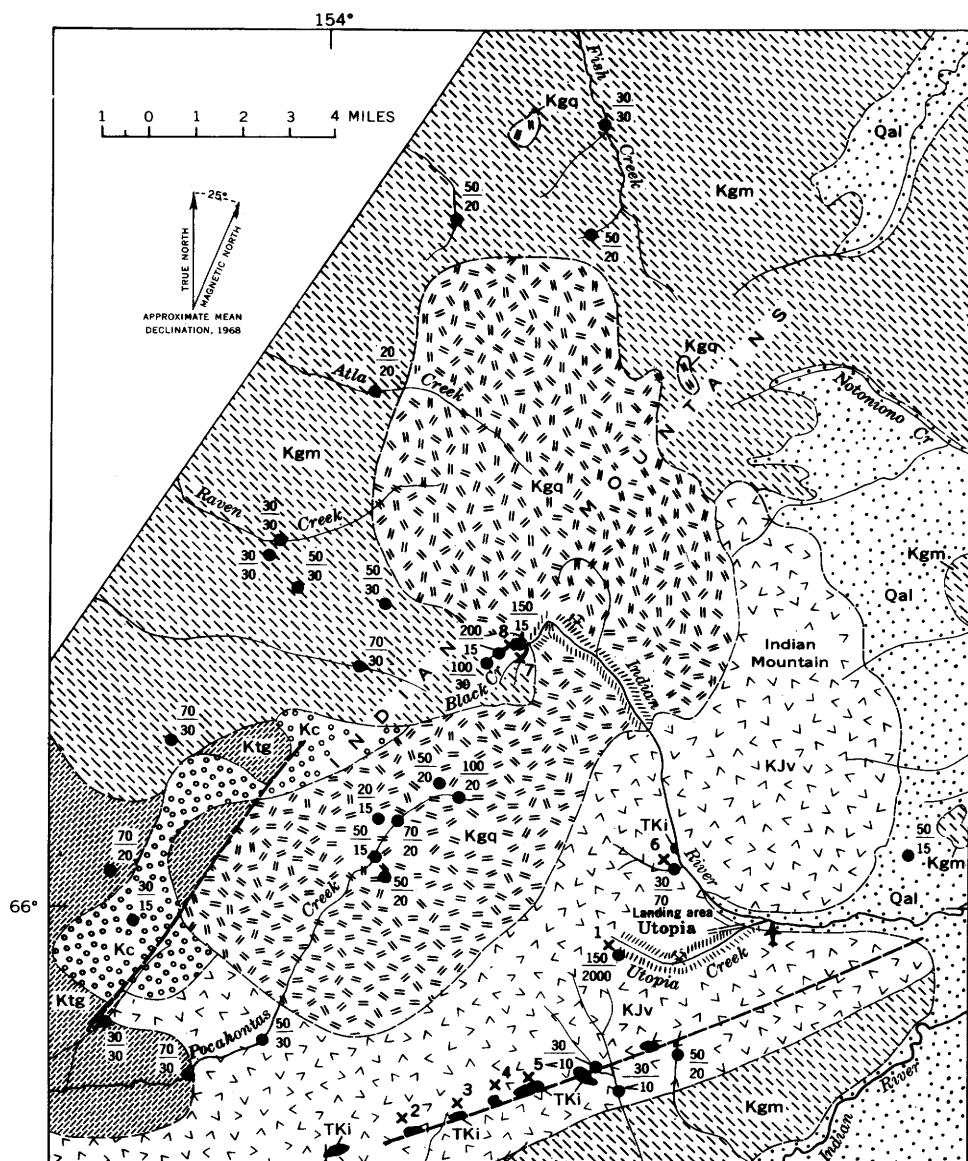 154°
1 0 1 2 3 4 MILES
25°
TRUE NORTH
MAGNETIC NORTH
APPROXIMATE MEAN
DECLINATION, 1968
Fish
Creek
Kgq
30
30
Qal
Kgm
50
20
50
20
INDIAN MOUNTAINS
Kgq
20
20
Atla Creek
Notoniono Cr
Kgm
Kgq
Raven Creek
30
30
30
30
50
30
50
30
Kgm
Qal
Indian
Mountain
150
15
200
15
8
7
100
30
Black Cr
70
30
Indian
River
70
30
Kc
Ktg
KJv
50
20
100
20
20
15
Kgq
70
20
50
15
50
20
TKi
6
30
70
50
15
Kgm
Qal
70
20
30
15
66°
Kc
Creek
Landing area
Utopia
1
150
2000
Utopia Creek
Ktg
KJv
Pocahontas
50
30
30
30
70
30
30
<10
30
<10
50
20
5
4
3
2
TKi
TKi
TKi
Kgm
Indian River